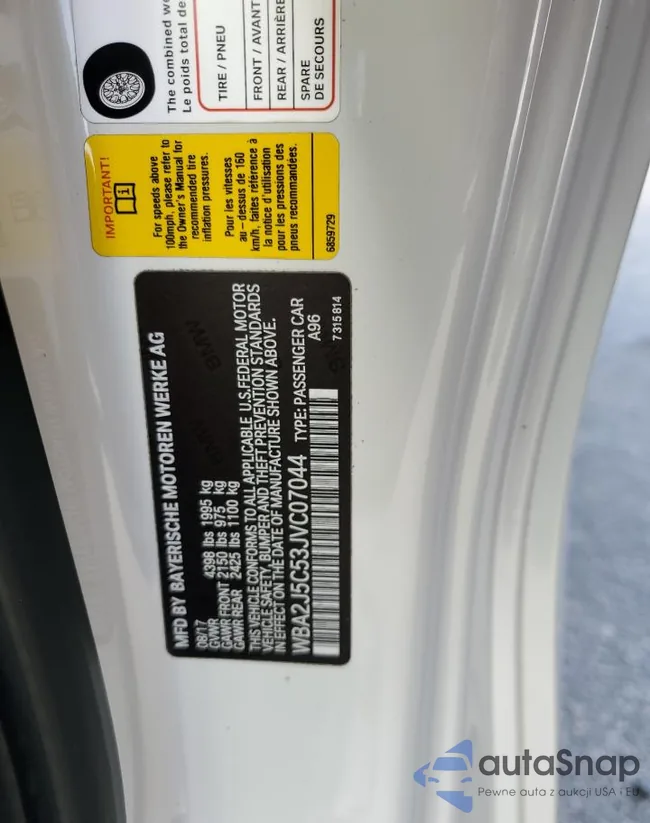 The combined we
Le poids total de
TIRE / PNEU
FRONT / AVANT
REAR / ARRIÈRE
SPARE
DE SECOURS
IMPORTANT!
For speeds above
100mph, please refer to
the Owner's Manual for
recommended tire
inflation pressures.
Pour les vitesses
au-dessus de 160
km/h, faites référence à
la notice d'utilisation
pour les pressions des
pneus recommandées.
6859729
MFD BY BAYERISCHE MOTOREN WERKE AG
08/17
GVWR 4398 lbs 1995 kg
GAWR FRONT 2150 lbs 975 kg
GAWR REAR 2425 lbs 1100 kg
THIS VEHICLE CONFORMS TO ALL APPLICABLE U.S.FEDERAL MOTOR
VEHICLE SAFETY, BUMPER AND THEFT PREVENTION STANDARDS
IN EFFECT ON THE DATE OF MANUFACTURE SHOWN ABOVE.
WBA2J5C53JVC07044 TYPE: PASSENGER CAR
A96
7315814
autoSnap
Pewne auta z aukcji USA i EU